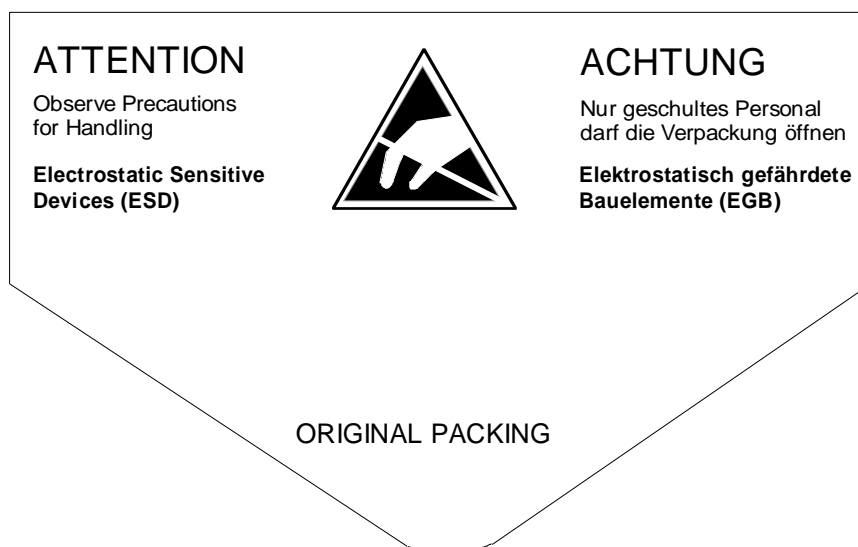 ATTENTION
Observe Precautions
for Handling
Electrostatic Sensitive
Devices (ESD)
ACHTUNG
Nur geschultes Personal
darf die Verpackung öffnen
Elektrostatisch gefährdete
Bauelemente (EGB)
ORIGINAL PACKING